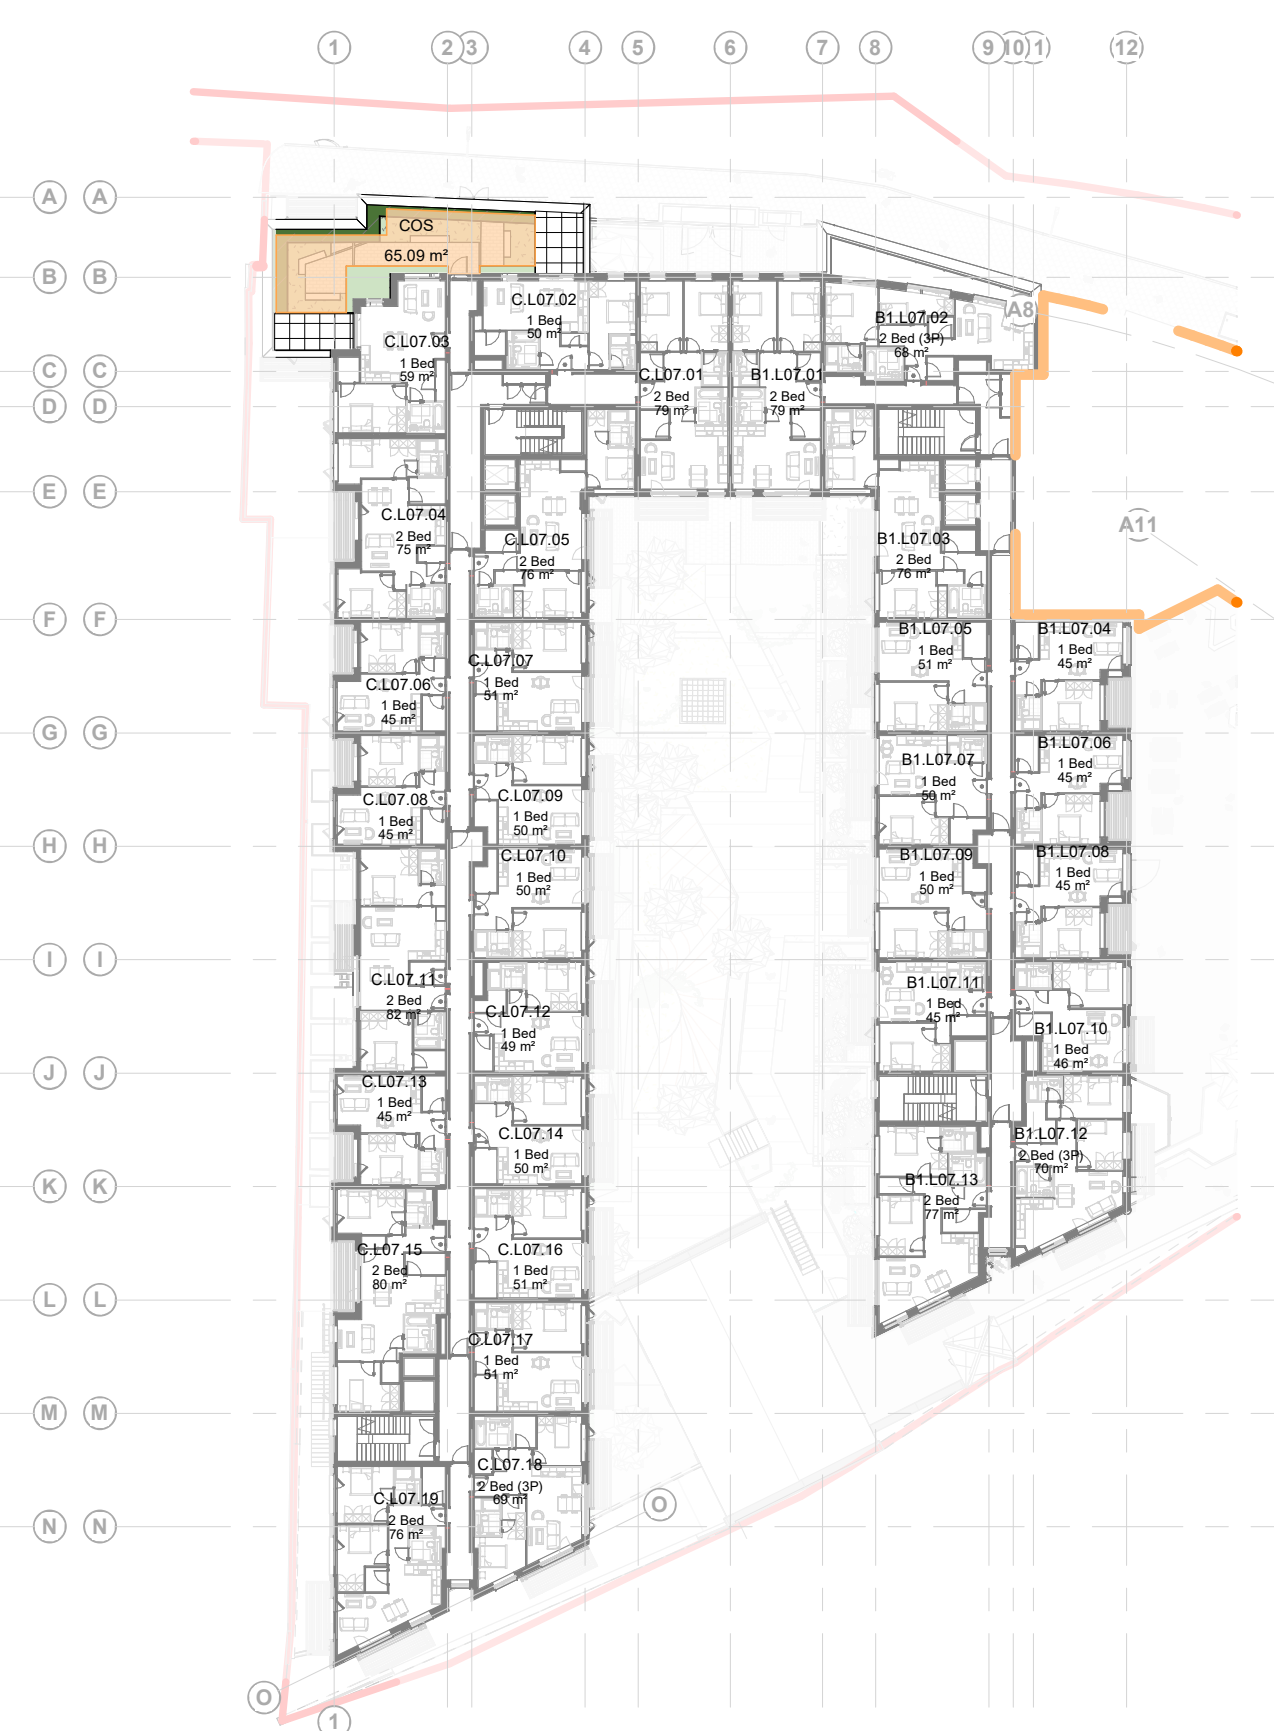 1 2 3 4 5 6 7 8 9 10 1 12
A A
COS
65.09 m²
B B
C.L07.02
1 Bed
50 m²
B1.L07.02
2 Bed (3P)
68 m²
A8
C.L07.03
1 Bed
59 m²
C C
C.L07.01
2 Bed
79 m²
B1.L07.01
2 Bed
79 m²
D D
E E
C.L07.04
2 Bed
75 m²
C.L07.05
2 Bed
76 m²
B1.L07.03
2 Bed
76 m²
A11
F F
C.L07.07
1 Bed
51 m²
B1.L07.05
1 Bed
51 m²
B1.L07.04
1 Bed
45 m²
C.L07.06
1 Bed
45 m²
G G
B1.L07.07
1 Bed
50 m²
B1.L07.06
1 Bed
45 m²
C.L07.08
1 Bed
45 m²
C.L07.09
1 Bed
50 m²
H H
C.L07.10
1 Bed
50 m²
B1.L07.09
1 Bed
50 m²
B1.L07.08
1 Bed
45 m²
I I
C.L07.11
2 Bed
82 m²
C.L07.12
1 Bed
49 m²
B1.L07.11
1 Bed
45 m²
B1.L07.10
1 Bed
46 m²
J J
C.L07.13
1 Bed
45 m²
C.L07.14
1 Bed
50 m²
B1.L07.12
2 Bed (3P)
70 m²
K K
B1.L07.13
2 Bed
77 m²
C.L07.15
2 Bed
80 m²
C.L07.16
1 Bed
51 m²
L L
C.L07.17
1 Bed
51 m²
M M
C.L07.18
2 Bed (3P)
69 m²
C.L07.19
2 Bed
76 m²
O
N N
O
1